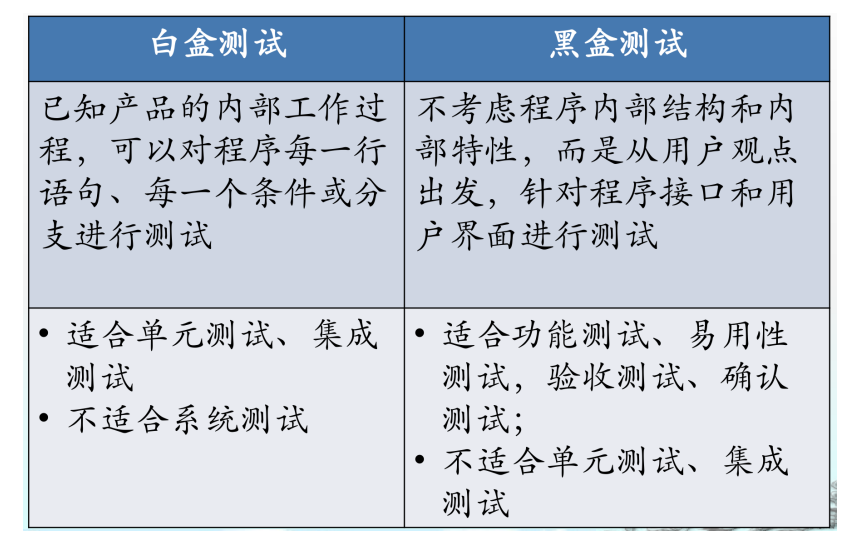 白盒测试
黑盒测试
已知产品的内部工作过
程，可以对程序每一行
语句、每一个条件或分
支进行测试
不考虑程序内部结构和内
部特性，而是从用户观点
出发，针对程序接口和用
户界面进行测试
• 适合单元测试、集成
测试
• 不适合系统测试
• 适合功能测试、易用性
测试，验收测试、确认
测试；
• 不适合单元测试、集成
测试